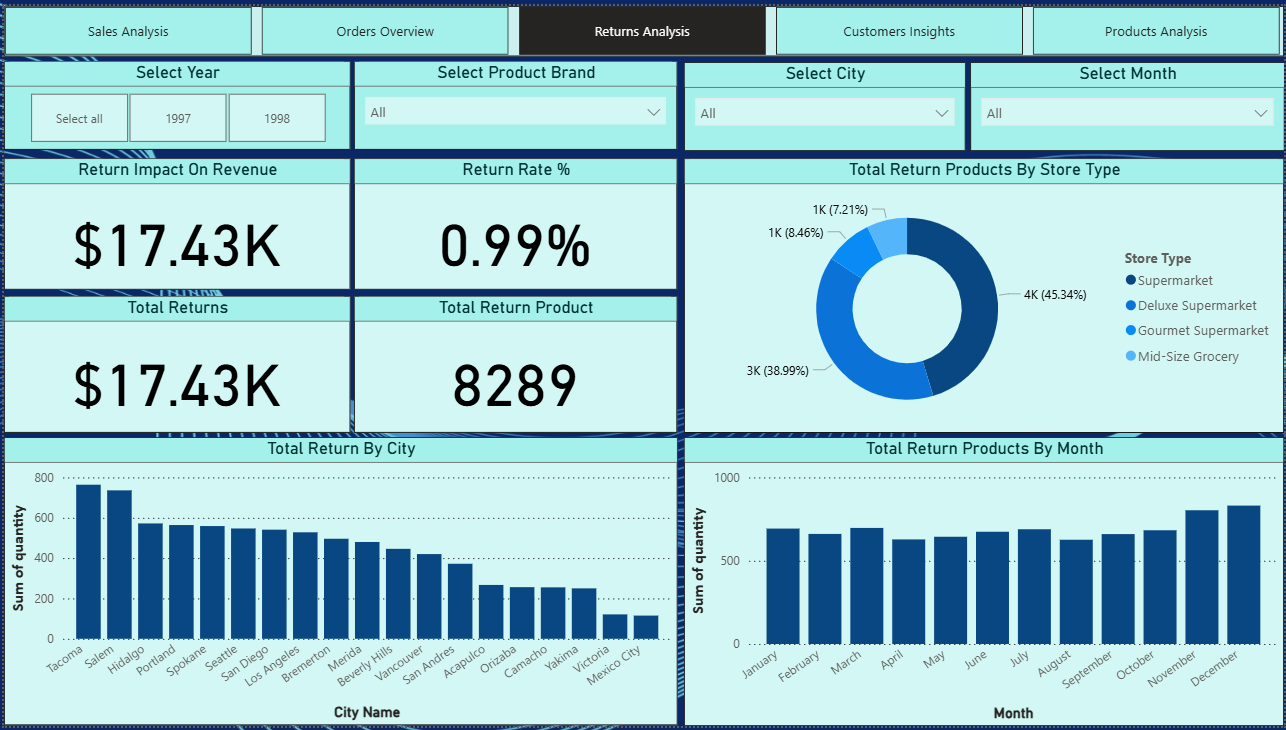 Sales Analysis
Orders Overview
Returns Analysis
Customers Insights
Products Analysis
Select Year
Select all
1997
1998
Select Product Brand
All
Select City
All
Select Month
All
Return Impact On Revenue
$17.43K
Return Rate %
0.99%
Total Returns
$17.43K
Total Return Product
8289
Total Return Products By Store Type
1K (7.21%)
1K (8.46%)
3K (38.99%)
4K (45.34%)
Store Type
Supermarket
Deluxe Supermarket
Gourmet Supermarket
Mid-Size Grocery
Total Return By City
Sum of quantity
800
600
400
200
0
Tacoma
Salem
Hidalgo
Portland
Spokane
Seattle
San Diego
Los Angeles
Bremerton
Merida
Beverly Hills
Vancouver
San Andres
Acapulco
Orizaba
Camacho
Yakima
Victoria
Mexico City
City Name
Total Return Products By Month
Sum of quantity
1000
500
0
January
February
March
April
May
June
July
August
September
October
November
December
Month